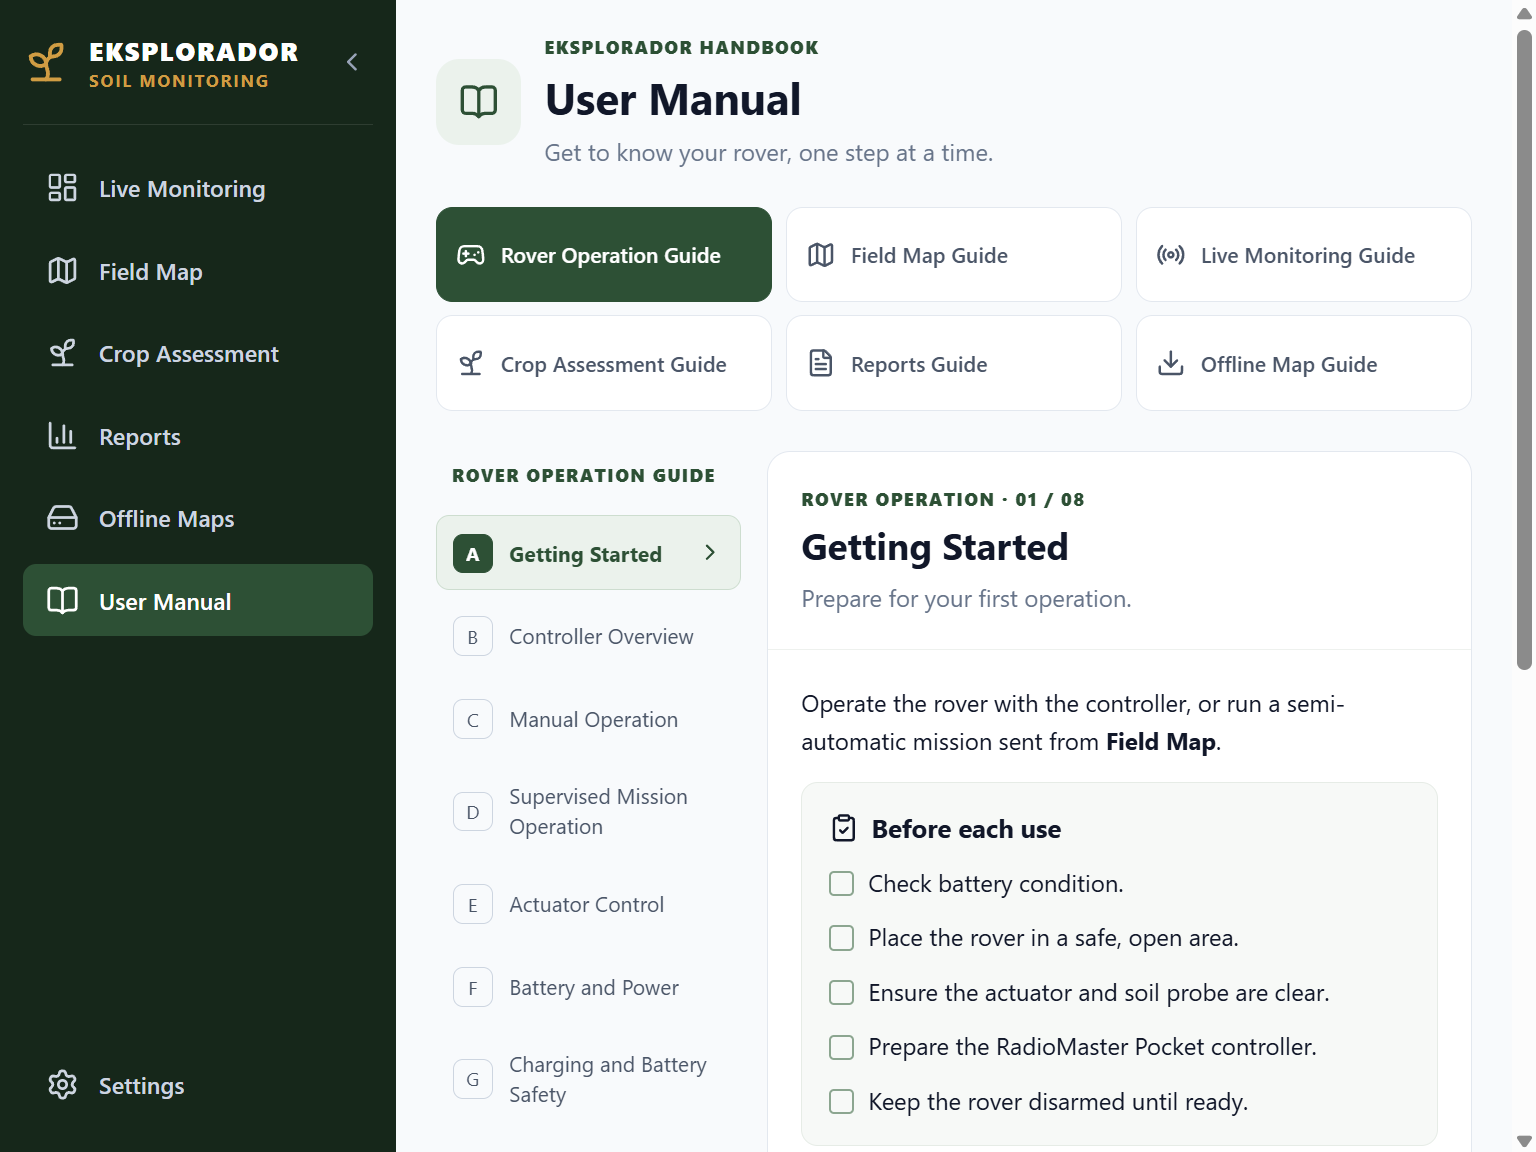 EKSPLORADOR
SOIL MONITORING
Live Monitoring
Field Map
Crop Assessment
Reports
Offline Maps
User Manual
Settings
EKSPLORADOR HANDBOOK
User Manual
Get to know your rover, one step at a time.
Rover Operation Guide
Field Map Guide
Live Monitoring Guide
Crop Assessment Guide
Reports Guide
Offline Map Guide
ROVER OPERATION GUIDE
A Getting Started
B Controller Overview
C Manual Operation
D Supervised Mission
Operation
E Actuator Control
F Battery and Power
G Charging and Battery
Safety
ROVER OPERATION · 01 / 08
Getting Started
Prepare for your first operation.
Operate the rover with the controller, or run a semi-
automatic mission sent from Field Map.
Before each use
Check battery condition.
Place the rover in a safe, open area.
Ensure the actuator and soil probe are clear.
Prepare the RadioMaster Pocket controller.
Keep the rover disarmed until ready.